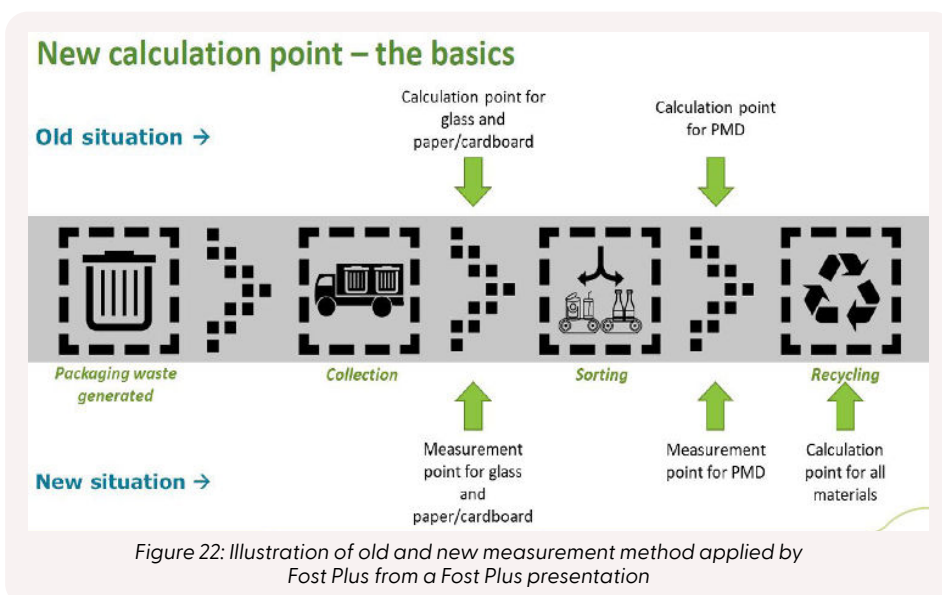 New calculation point – the basics
Old situation →
Calculation point for
glass and
paper/cardboard
Calculation point
for PMD
Packaging waste
generated
Collection
Sorting
Recycling
New situation →
Measurement
point for glass
and
paper/cardboard
Measurement
point for PMD
Calculation
point for all
materials
Figure 22: Illustration of old and new measurement method applied by
Fost Plus from a Fost Plus presentation